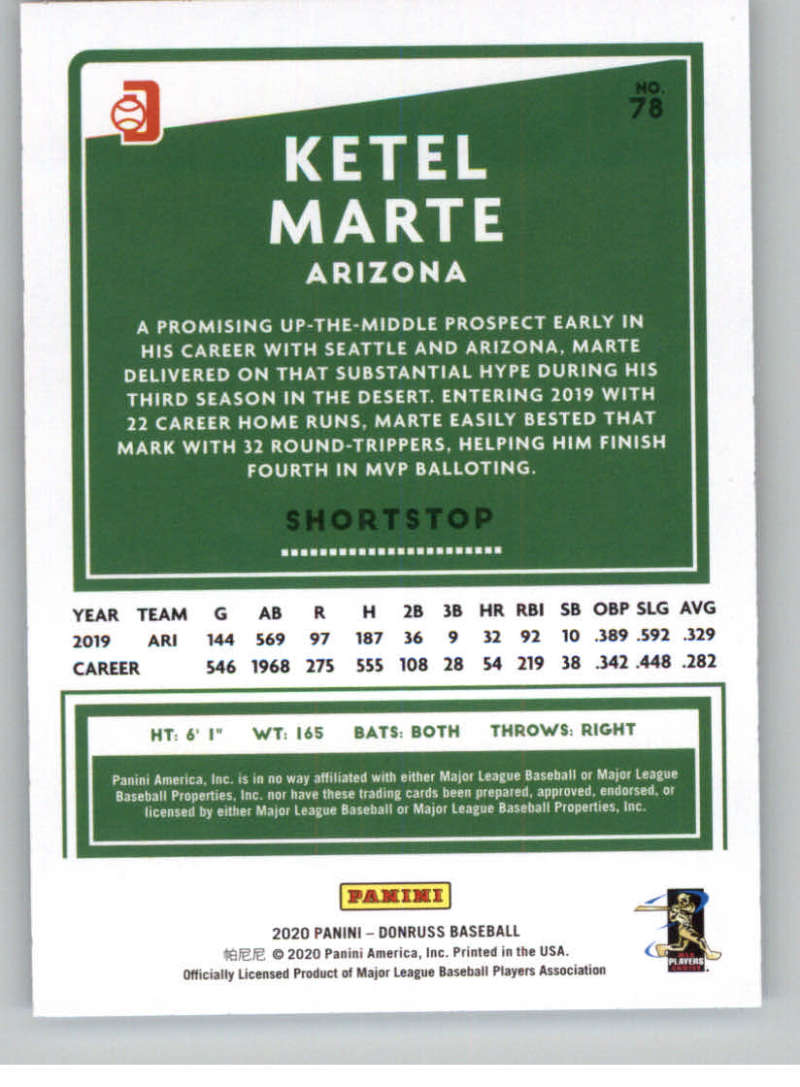 NO.
78
KETEL
MARTE
ARIZONA
A PROMISING UP-THE-MIDDLE PROSPECT EARLY IN
HIS CAREER WITH SEATTLE AND ARIZONA, MARTE
DELIVERED ON THAT SUBSTANTIAL HYPE DURING HIS
THIRD SEASON IN THE DESERT. ENTERING 2019 WITH
22 CAREER HOME RUNS, MARTE EASILY BESTED THAT
MARK WITH 32 ROUND-TRIPPERS, HELPING HIM FINISH
FOURTH IN MVP BALLOTING.
SHORTSTOP
YEAR TEAM G AB R H 2B 3B HR RBI SB OBP SLG AVG
2019 ARI 144 569 97 187 36 9 32 92 10 .389 .592 .329
CAREER 546 1968 275 555 108 28 54 219 38 .342 .448 .282
HT: 6' 1" WT: 165 BATS: BOTH THROWS: RIGHT
Panini America, Inc. is in no way affiliated with either Major League Baseball or Major League
Baseball Properties, Inc. nor have these trading cards been prepared, approved, endorsed, or
licensed by either Major League Baseball or Major League Baseball Properties, Inc.
PANINI
2020 PANINI – DONRUSS BASEBALL
帕尼尼 © 2020 Panini America, Inc. Printed in the USA.
Officially Licensed Product of Major League Baseball Players Association
PLAYERS